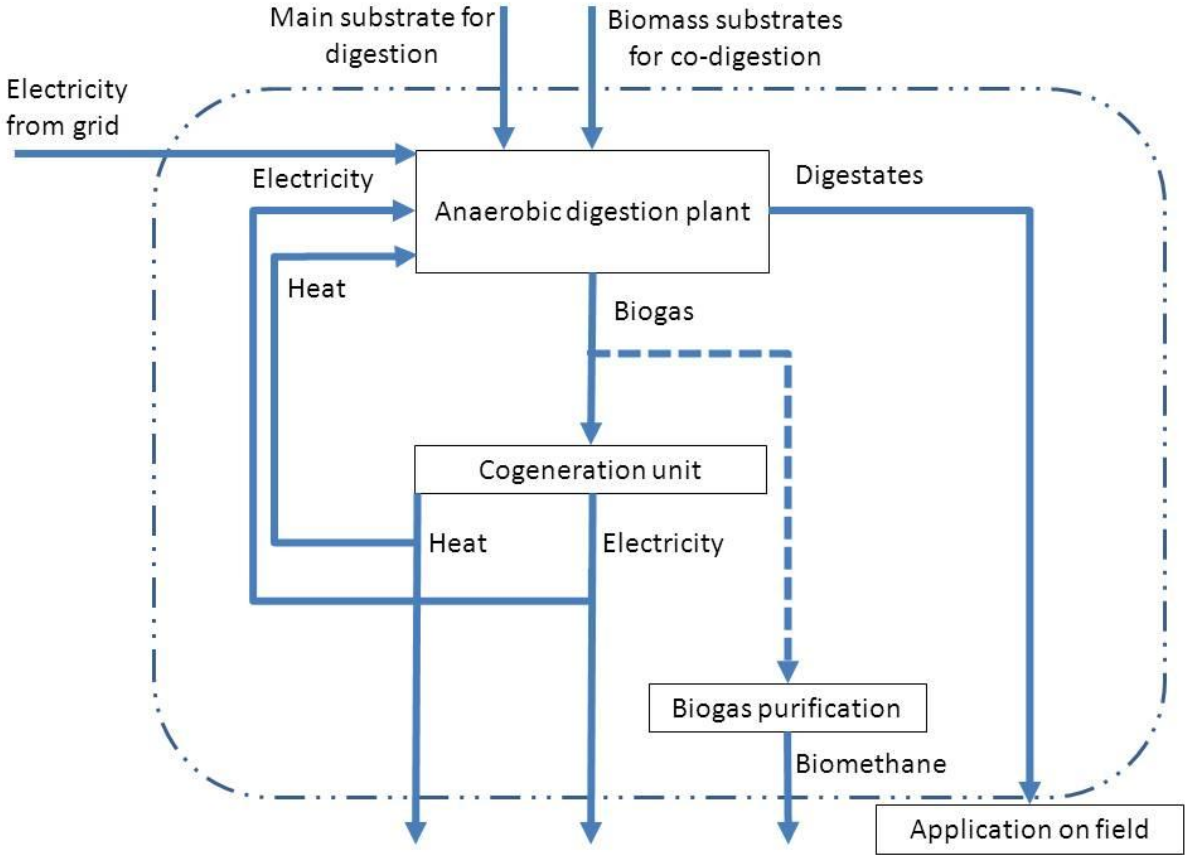 Main substrate for
digestion
Biomass substrates
for co-digestion
Electricity
from grid
Electricity
Digestates
Anaerobic digestion plant
Heat
Biogas
Cogeneration unit
Heat
Electricity
Biogas purification
Biomethane
Application on field